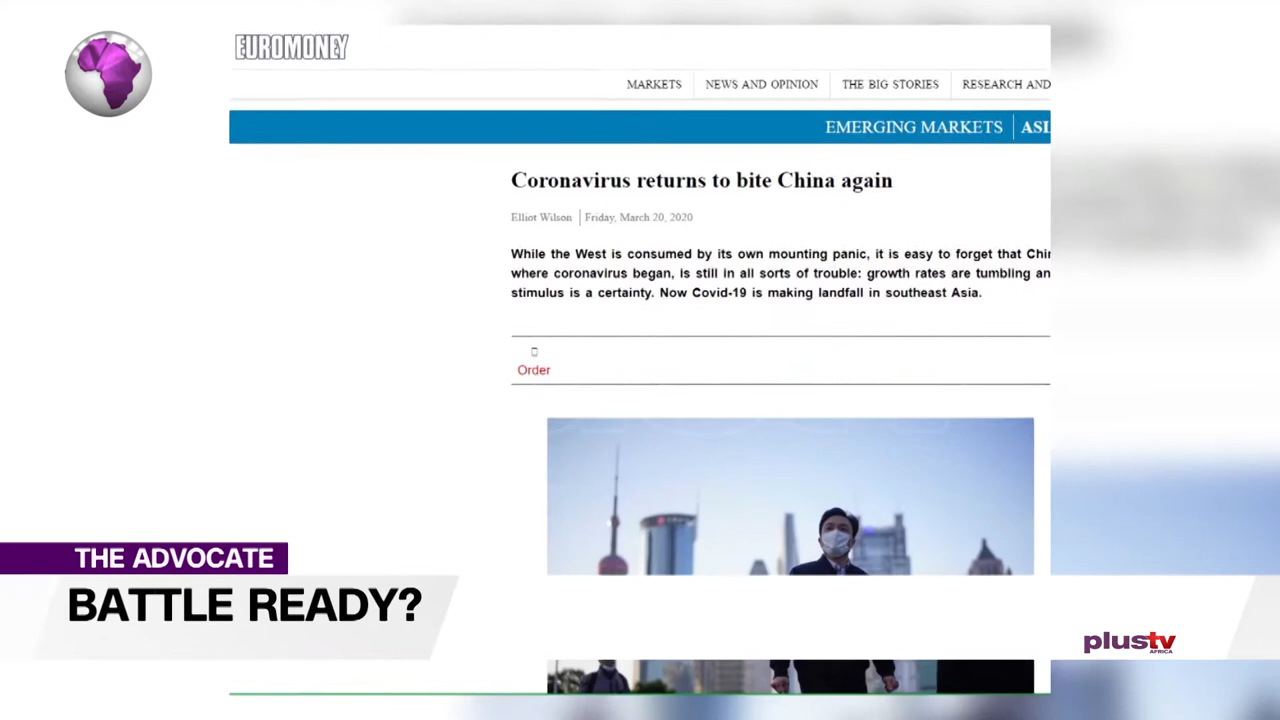 EUROMONEY
MARKETS
NEWS AND OPINION
THE BIG STORIES
RESEARCH AND
EMERGING MARKETS
Coronavirus returns to bite China again
Elliot Wilson
Friday, March 20, 2020
While the West is consumed by its own mounting panic, it is easy to forget that
where coronavirus began, is still in all sorts of trouble: growth rates are tumbling
stimulus is a certainty. Now Covid-19 is making landfall in southeast Asia.
Order
THE ADVOCATE
BATTLE READY?
plustv
AFRICA